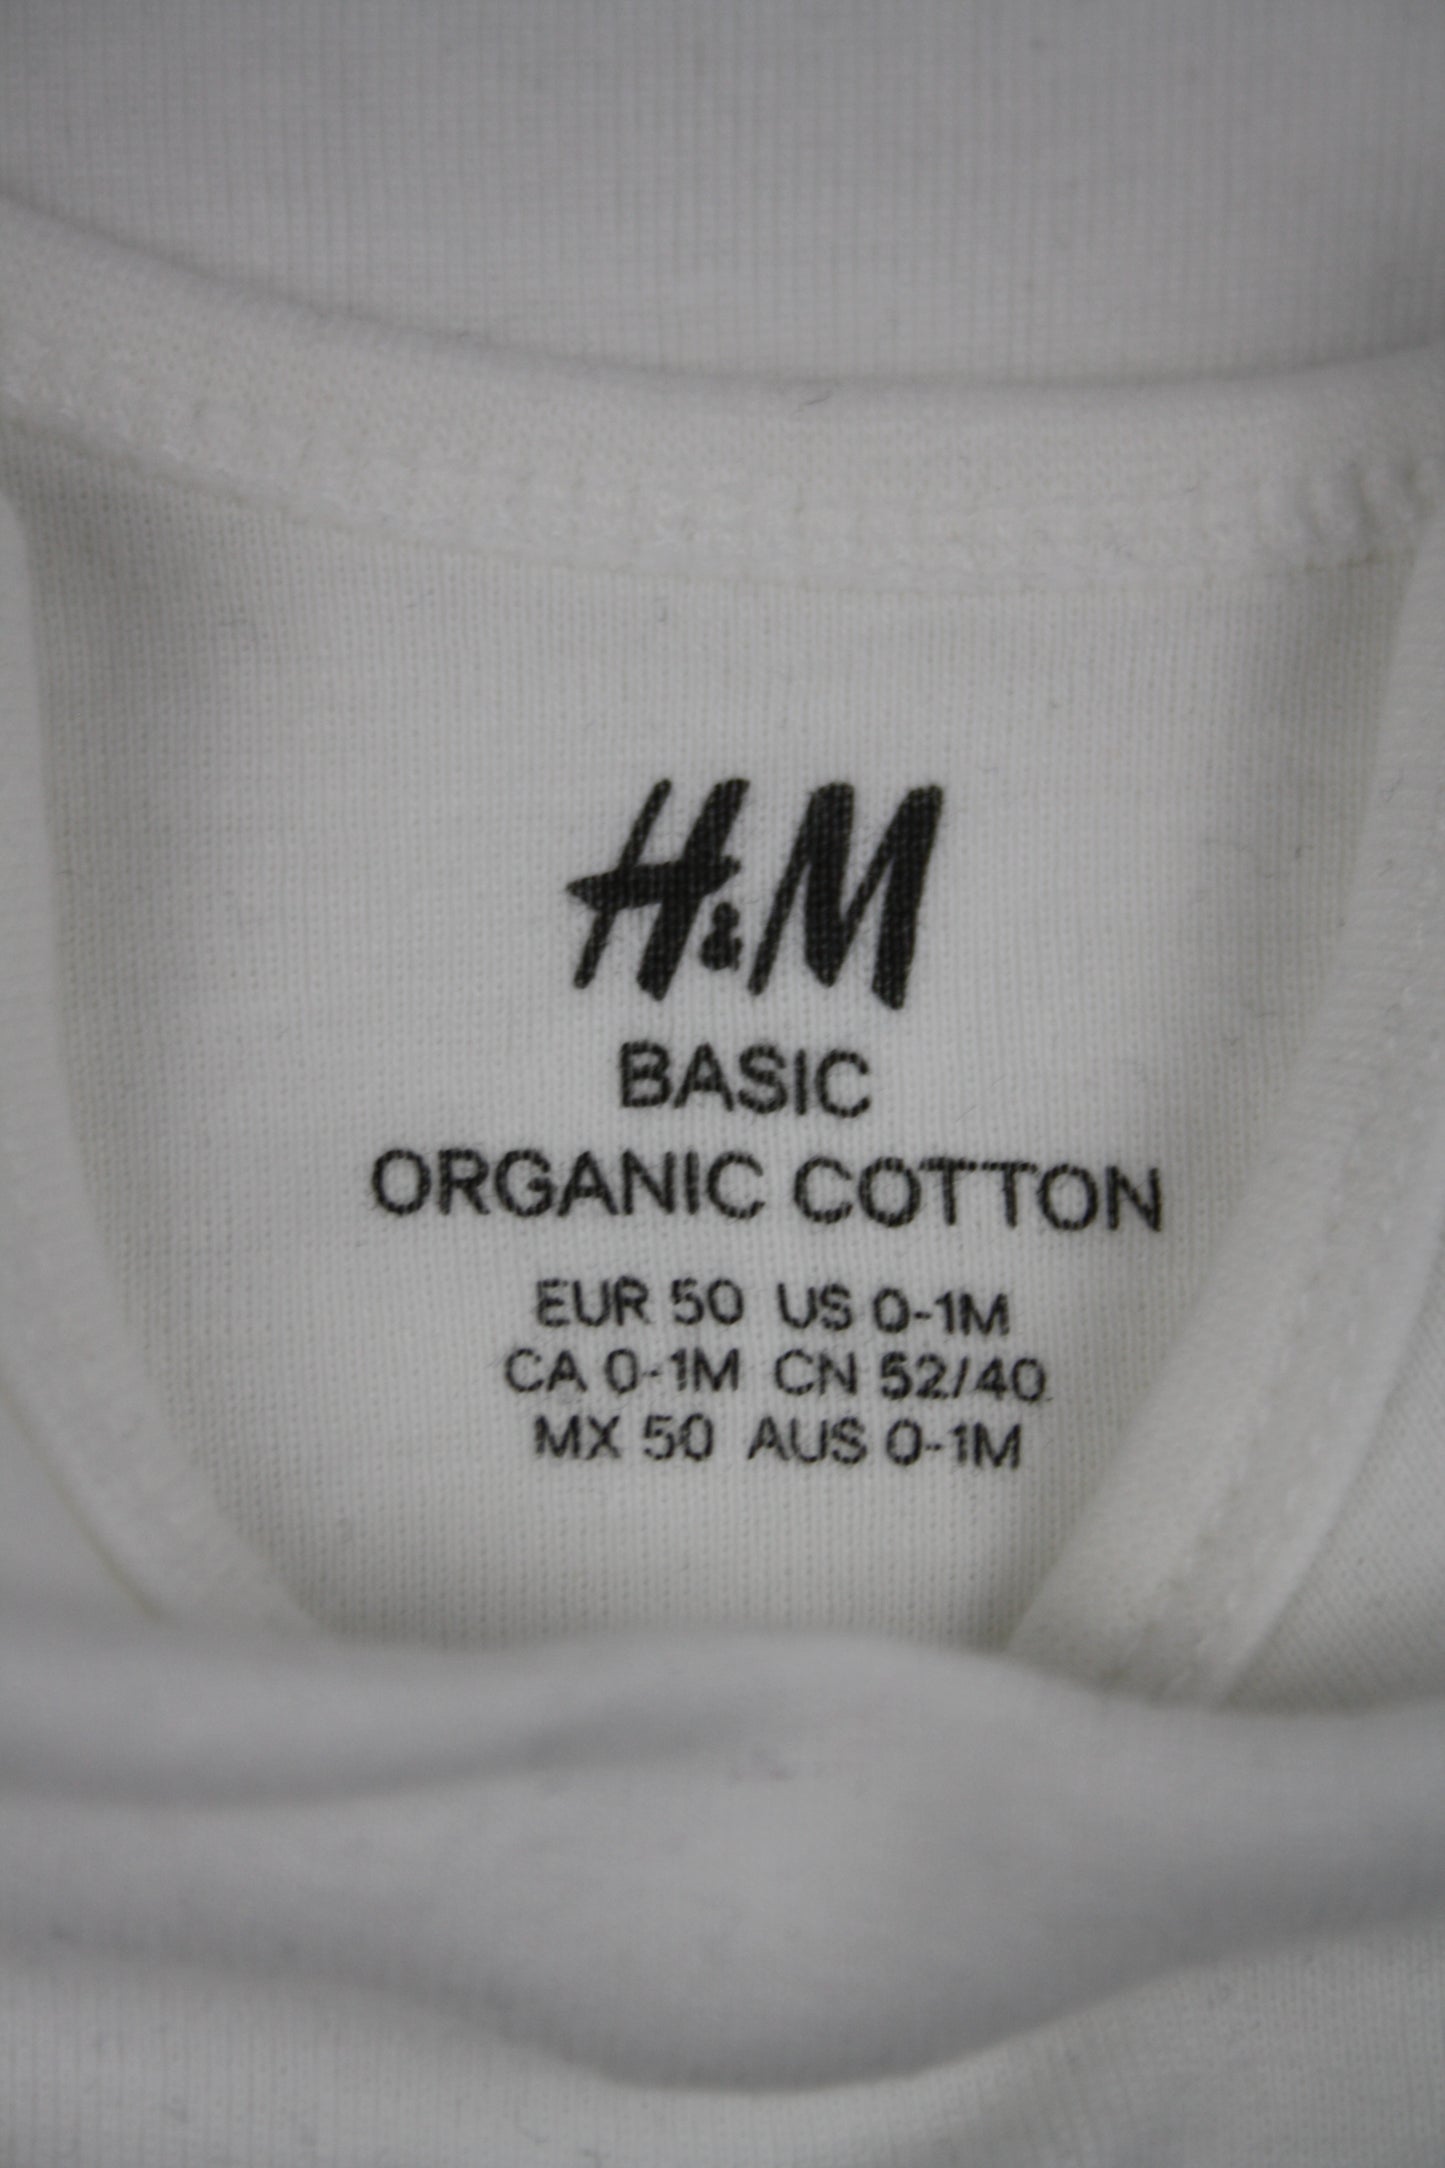 H&M
BASIC
ORGANIC COTTON
EUR 50 US 0-1M
CA 0-1M CN 52/40
MX 50 AUS 0-1M